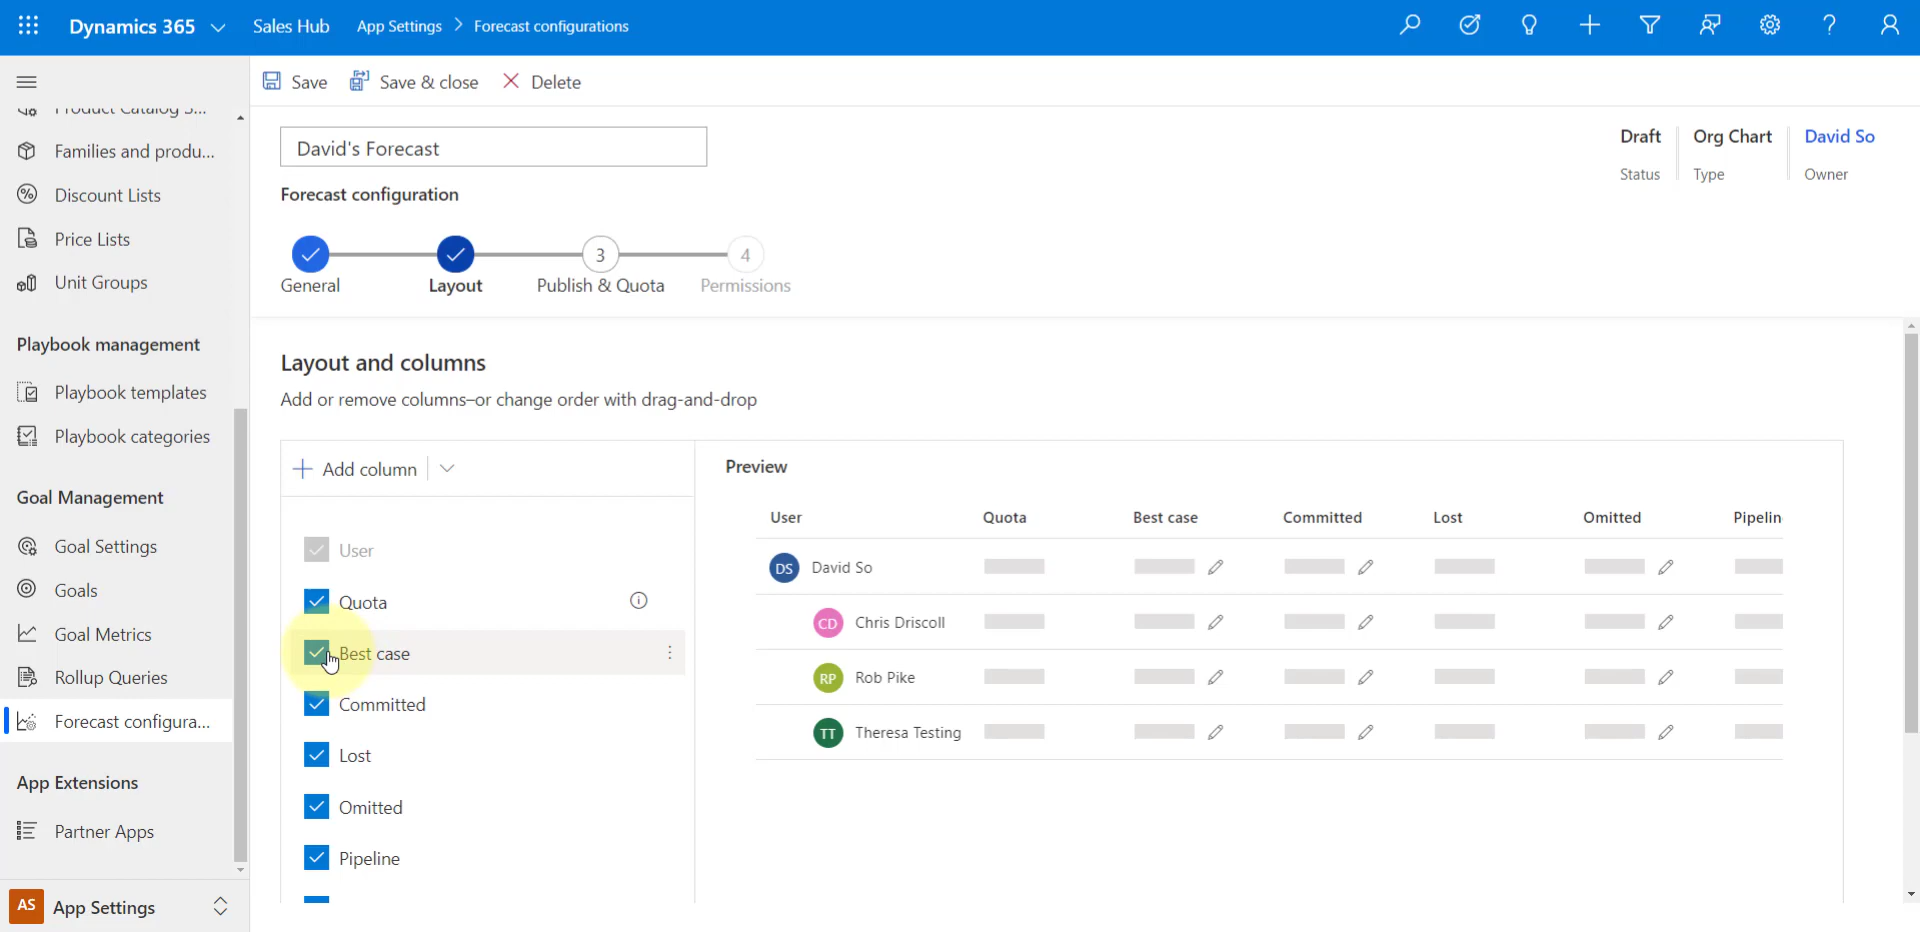 Dynamics 365 Sales Hub App Settings > Forecast configurations
Save Save & close Delete
Product Catalog S...
Families and produ...
Discount Lists
Price Lists
Unit Groups
Playbook management
Playbook templates
Playbook categories
Goal Management
Goal Settings
Goals
Goal Metrics
Rollup Queries
Forecast configura...
App Extensions
Partner Apps
AS App Settings
David's Forecast
Forecast configuration
Draft Org Chart David So
Status Type Owner
3 4
General Layout Publish & Quota Permissions
Layout and columns
Add or remove columns–or change order with drag-and-drop
Add column
User
Quota
Best case
Committed
Lost
Omitted
Pipeline
Preview
User Quota Best case Committed Lost Omitted Pipelin
DS David So
CD Chris Driscoll
RP Rob Pike
TT Theresa Testing